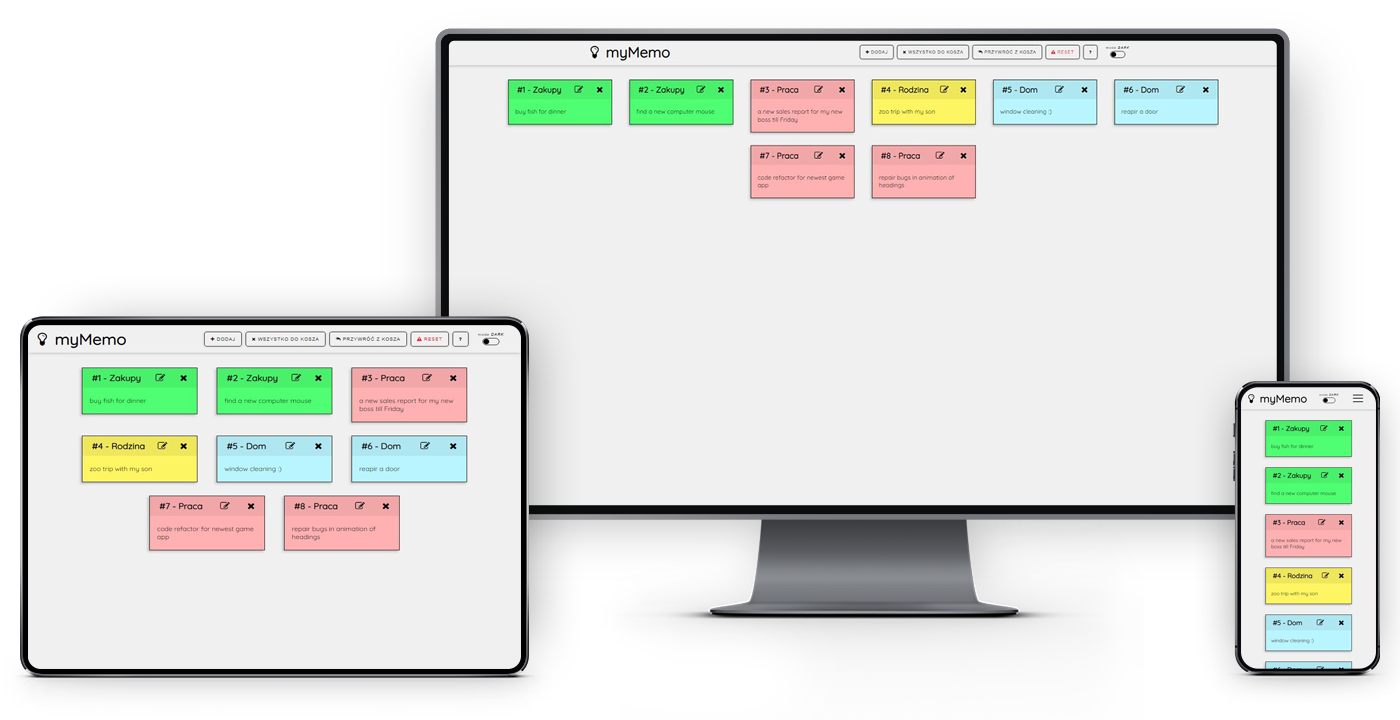 myMemo
DODAJ
WSZYSTKO DO KOSZA
PRZYWRÓĆ Z KOSZA
RESET
?
mode DARK
#1 - Zakupy
buy fish for dinner
#2 - Zakupy
find a new computer mouse
#3 - Praca
a new sales report for my new
boss till Friday
#4 - Rodzina
zoo trip with my son
#5 - Dom
window cleaning :)
#6 - Dom
reapir a door
#7 - Praca
code refactor for newest game
app
#8 - Praca
repair bugs in animation of
headings
myMemo
DODAJ
WSZYSTKO DO KOSZA
PRZYWRÓĆ Z KOSZA
RESET
?
mode DARK
#1 - Zakupy
buy fish for dinner
#2 - Zakupy
find a new computer mouse
#3 - Praca
a new sales report for my new
boss till Friday
#4 - Rodzina
zoo trip with my son
#5 - Dom
window cleaning :)
#6 - Dom
reapir a door
#7 - Praca
code refactor for newest game
app
#8 - Praca
repair bugs in animation of
headings
myMemo
mode DARK
#1 - Zakupy
buy fish for dinner
#2 - Zakupy
find a new computer mouse
#3 - Praca
a new sales report for my new
boss till Friday
#4 - Rodzina
zoo trip with my son
#5 - Dom
window cleaning :)